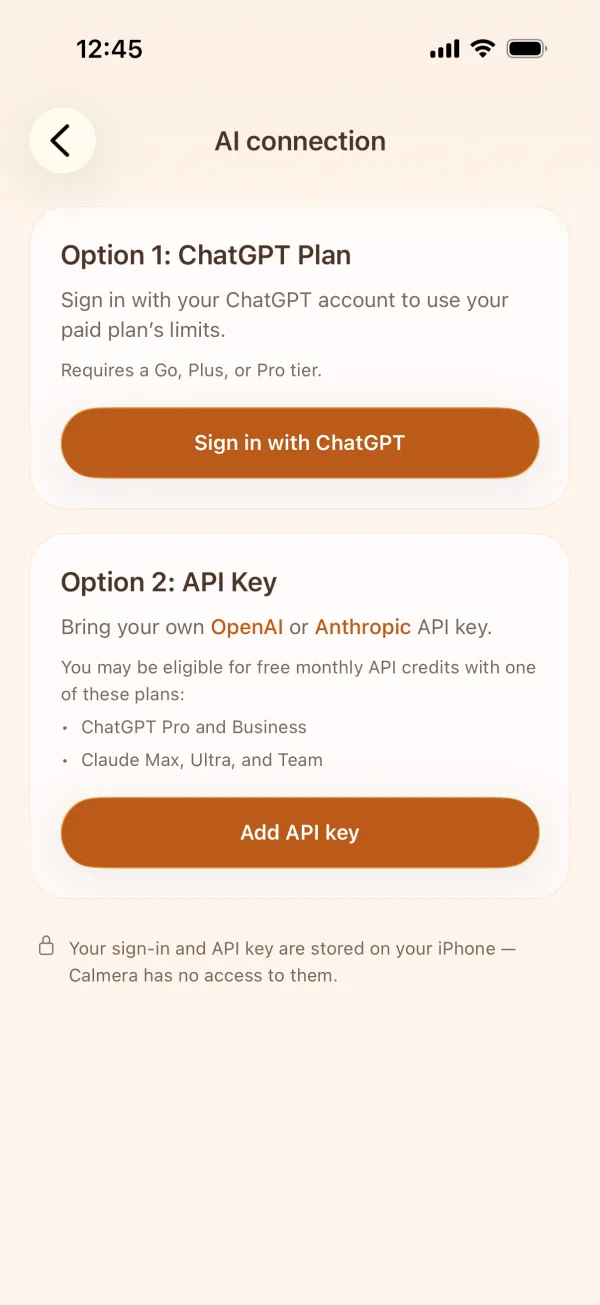 12:45
AI connection
Option 1: ChatGPT Plan
Sign in with your ChatGPT account to use your
paid plan’s limits.
Requires a Go, Plus, or Pro tier.
Sign in with ChatGPT
Option 2: API Key
Bring your own OpenAI or Anthropic API key.
You may be eligible for free monthly API credits with one
of these plans:
• ChatGPT Pro and Business
• Claude Max, Ultra, and Team
Add API key
Your sign-in and API key are stored on your iPhone —
Calmera has no access to them.